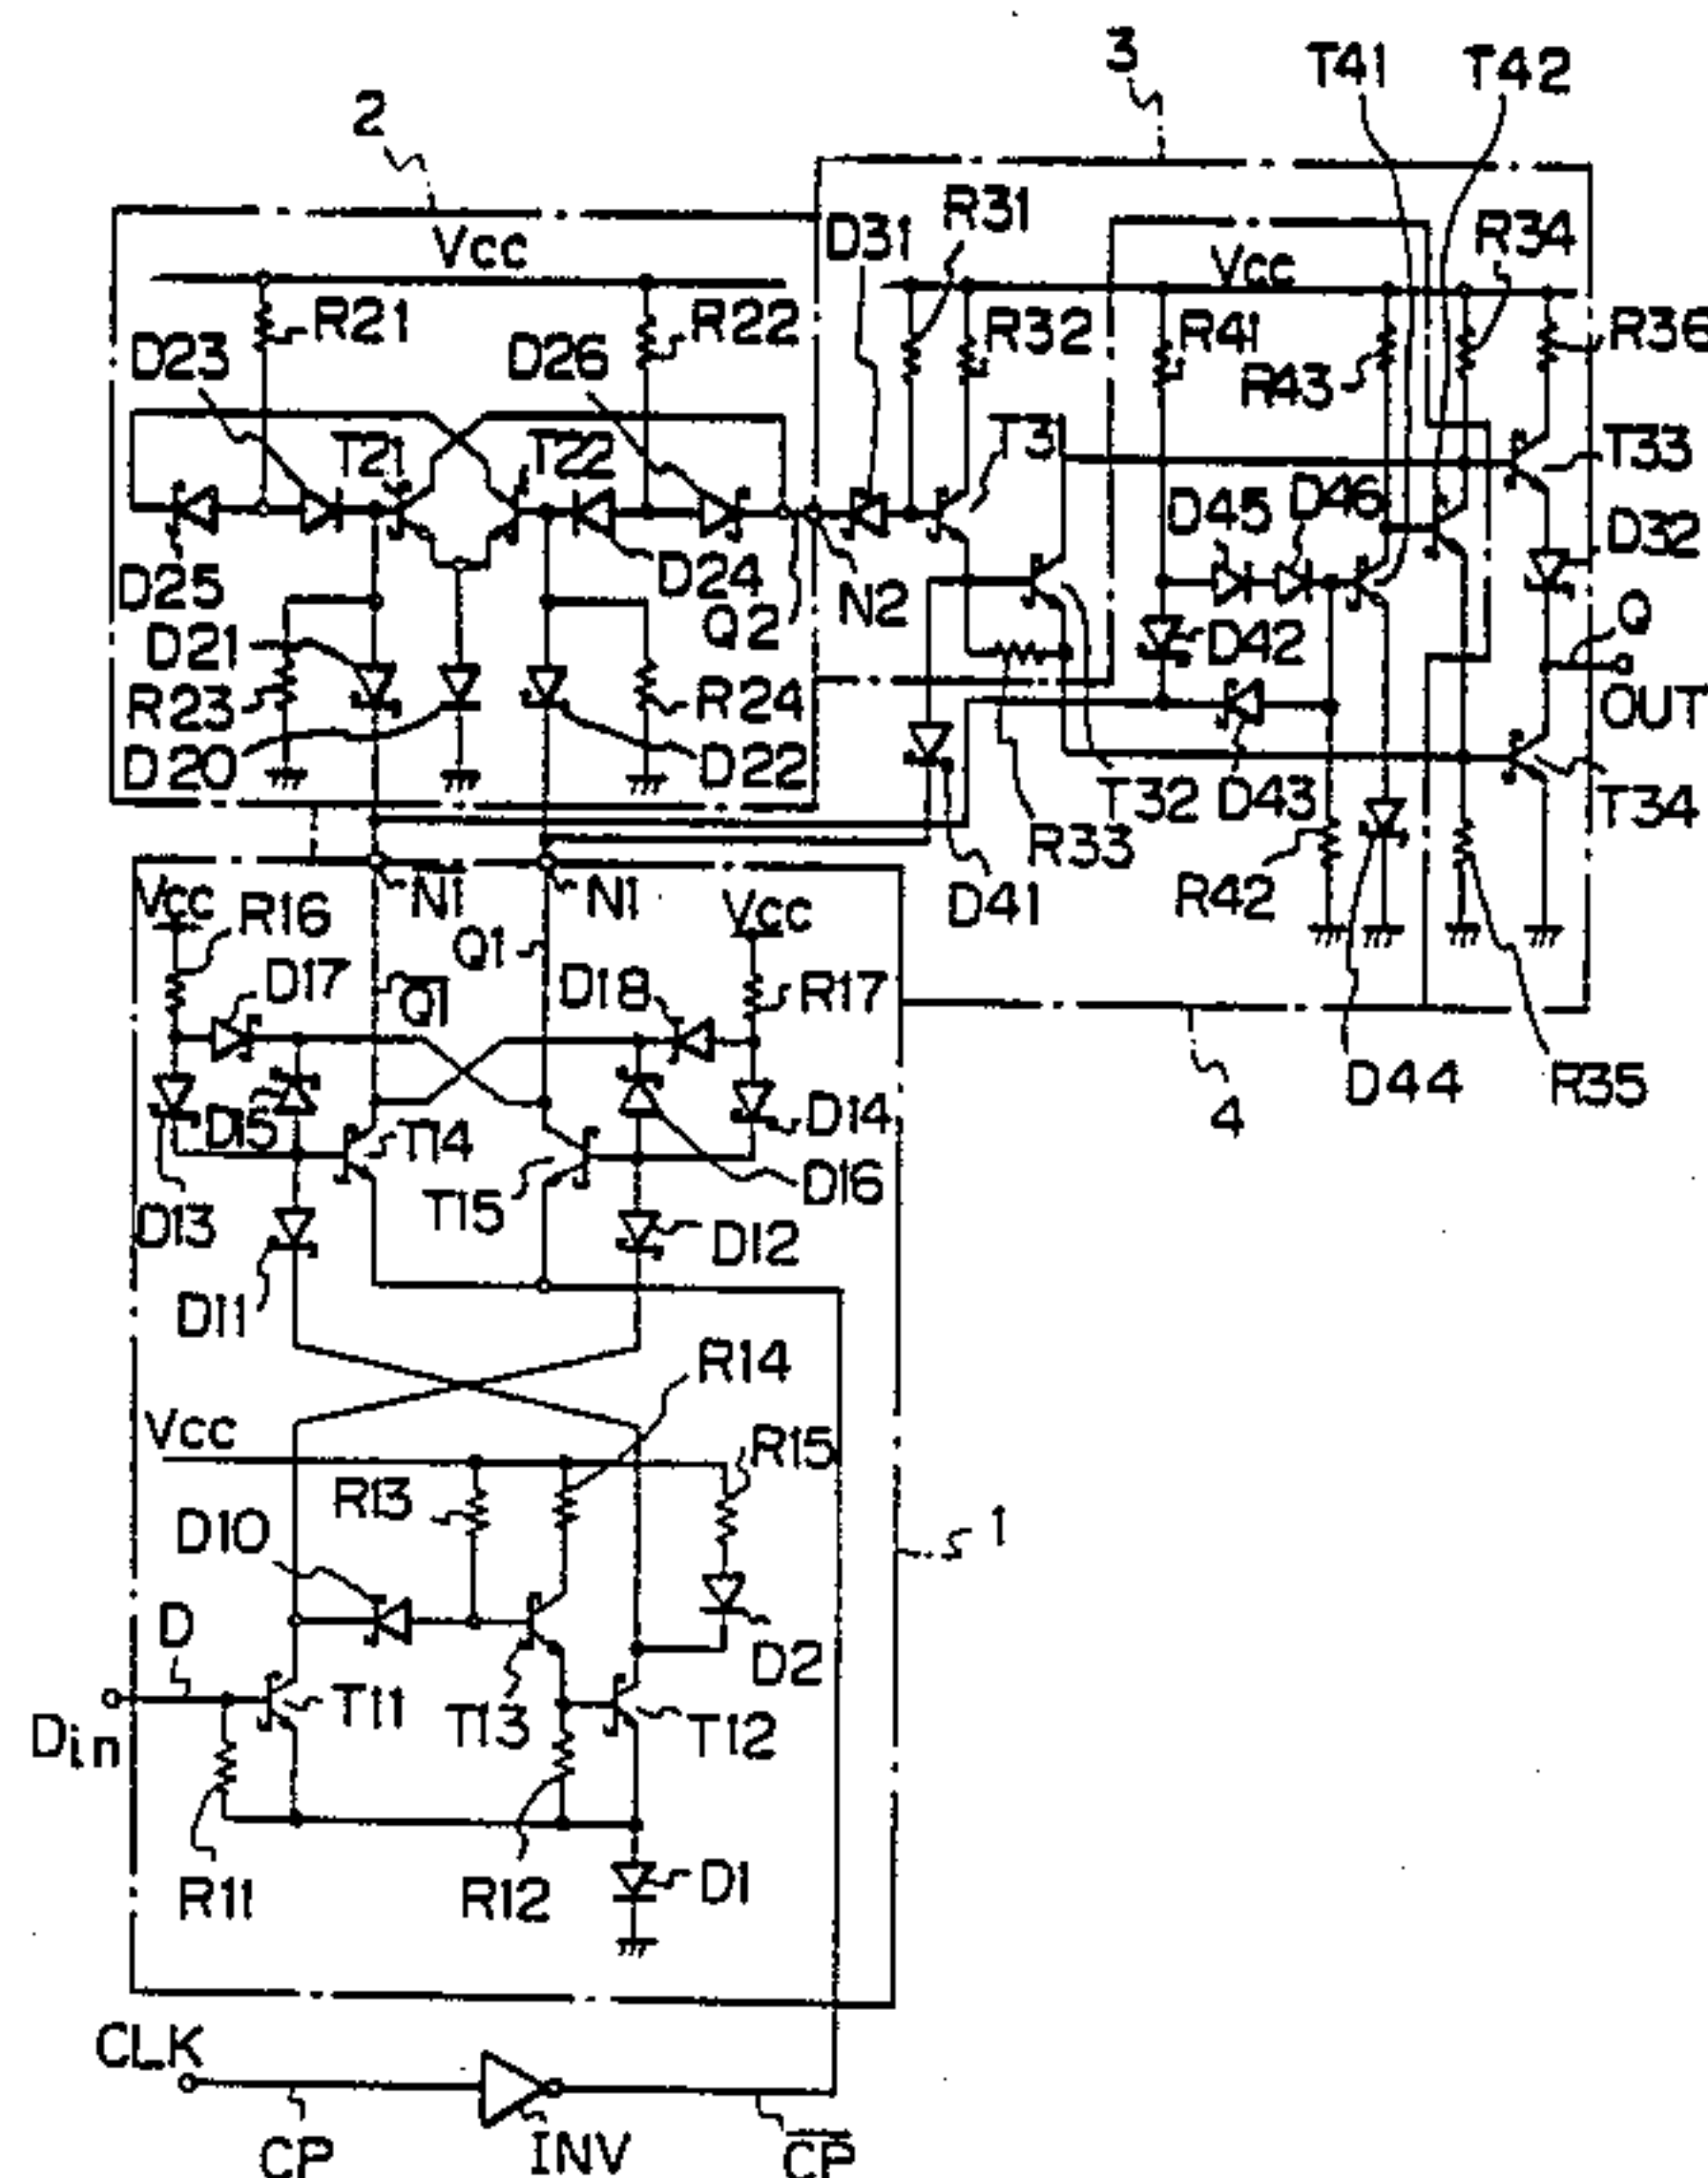 3
T41
T42
2
R31
R34
D31
Vcc
Vcc
D23
R21
D26
R22
R32
R41
R43
R36
T21
T22
T31
T33
D45
D46
D32
D25
D24
N2
Q2
Q
D21
D42
R23
R24
OUT
D20
D22
T32
D43
T34
R33
Vcc
R16
N1
N1
Vcc
D41
R42
Q1
D17
Q̅1̅
D18
R17
D44
R35
4
D15
T14
D14
D13
T15
D16
D12
D11
R14
Vcc
R15
R13
D10
1
D
D2
Din
T11
T13
T12
R11
R12
D1
CLK
CP
INV
C̅P̅